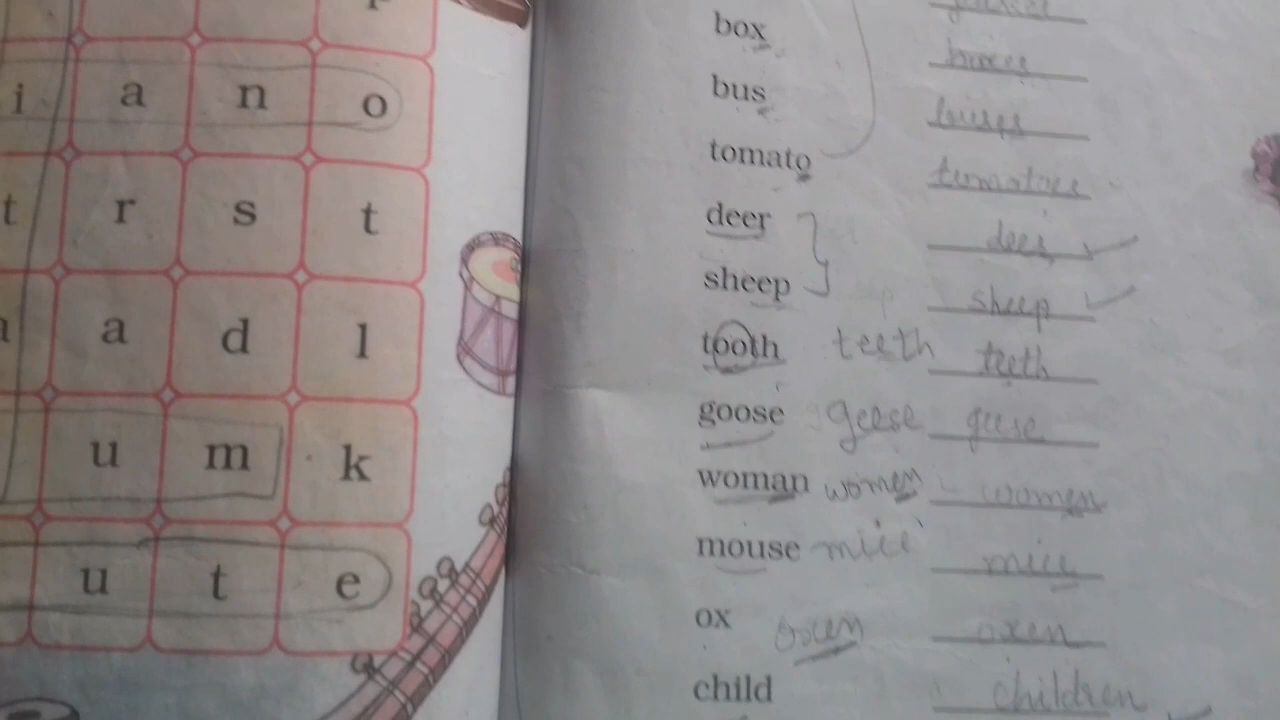 p
i a n o
t r s t
a d l
u m k
u t e
box boxes
bus buses
tomato tomatoes
deer deer
sheep sheep
tooth teeth teeth
goose geese geese
woman women women
mouse mice mice
ox oxen oxen
child children